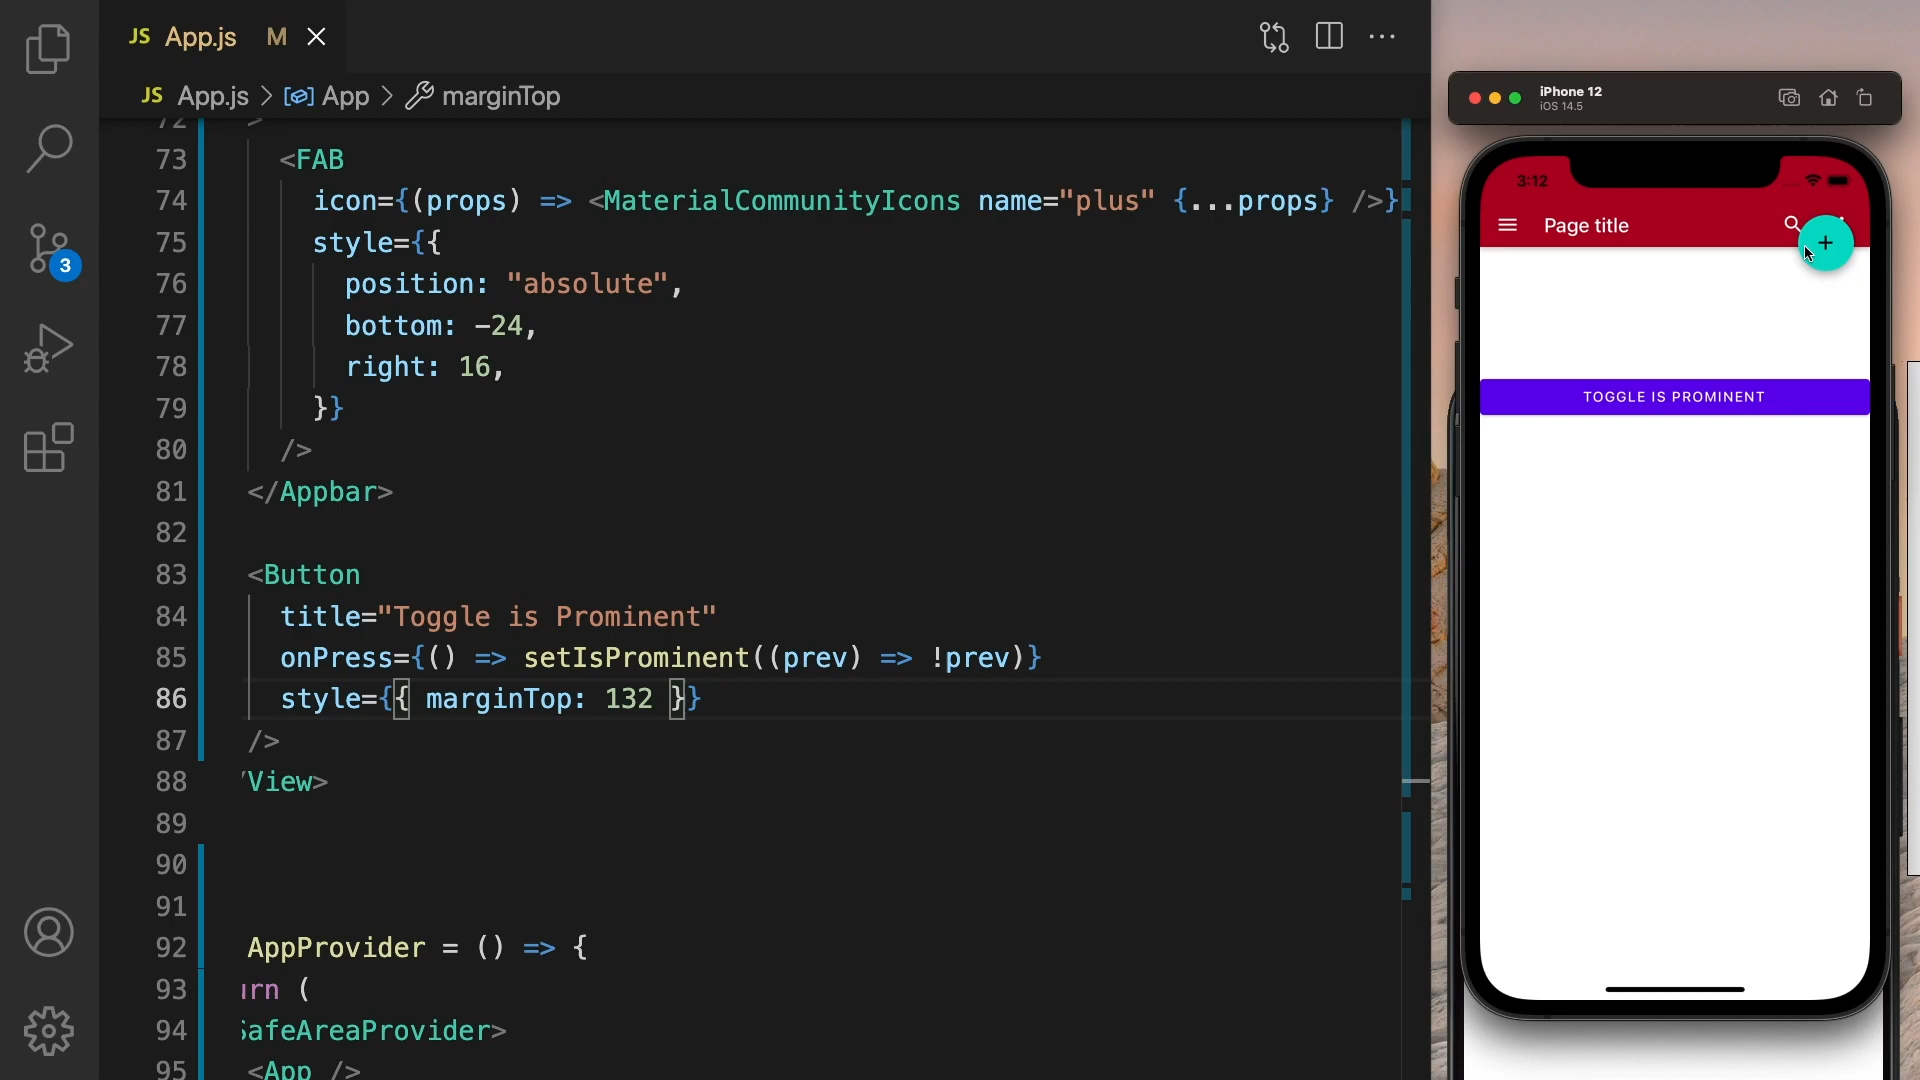 JS App.js M
JS App.js > App > marginTop
72 >
73 <FAB
74 icon={(props) => <MaterialCommunityIcons name="plus" {...props} />}
75 style={{
76 position: "absolute",
77 bottom: -24,
78 right: 16,
79 }}
80 />
81 </Appbar>
82
83 <Button
84 title="Toggle is Prominent"
85 onPress={() => setIsProminent((prev) => !prev)}
86 style={{ marginTop: 132 }}
87 />
88 /View>
89
90
91
92 AppProvider = () => {
93 urn (
94 SafeAreaProvider>
95 <App />
3
iPhone 12
iOS 14.5
3:12
Page title
TOGGLE IS PROMINENT